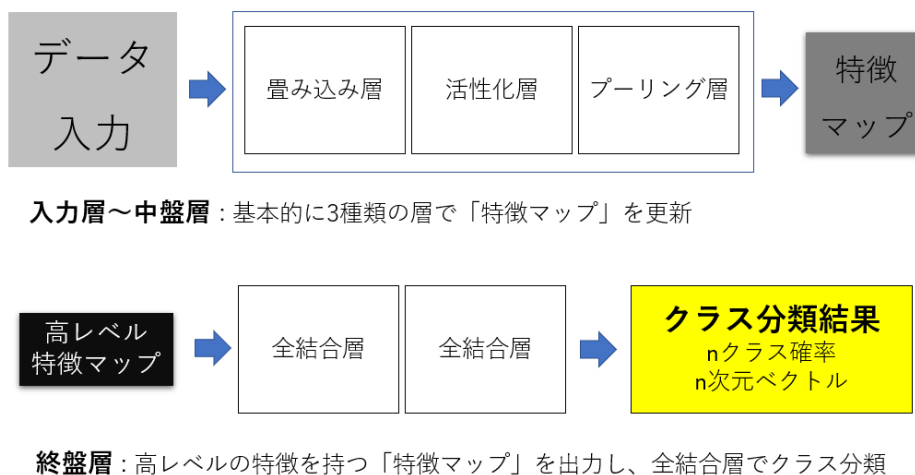 データ
入力
畳み込み層
活性化層
プーリング層
特徴
マップ
入力層～中盤層 : 基本的に3種類の層で「特徴マップ」を更新
高レベル
特徴マップ
全結合層
全結合層
クラス分類結果
nクラス確率
n次元ベクトル
終盤層 : 高レベルの特徴を持つ「特徴マップ」を出力し、全結合層でクラス分類